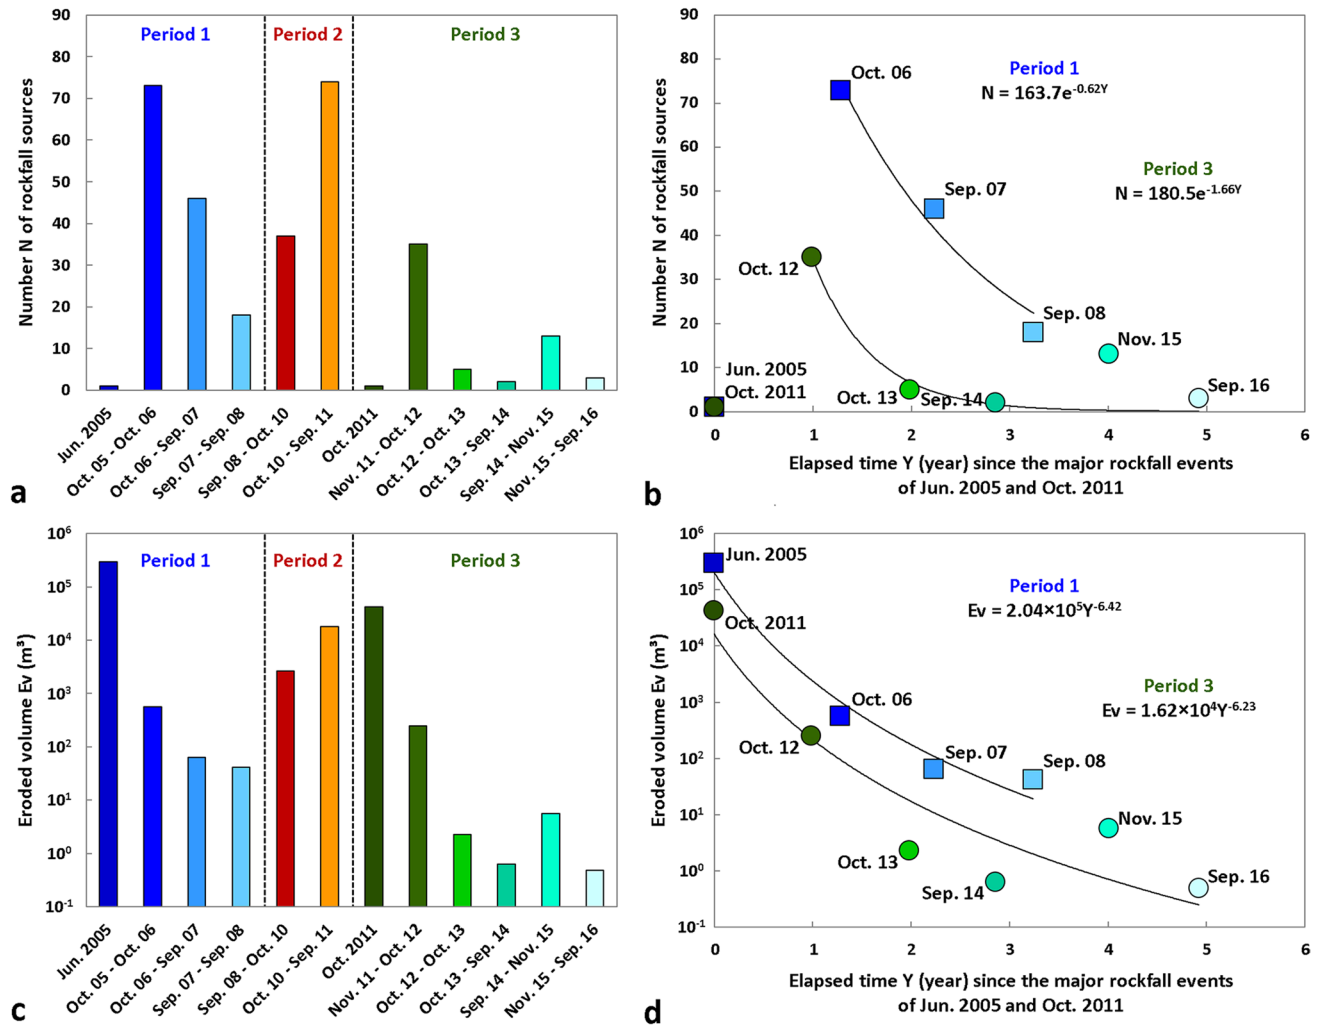 90
80
70
60
50
40
30
20
10
0
Number N of rockfall sources
Period 1
Period 2
Period 3
Jun. 2005
Oct. 05 - Oct. 06
Oct. 06 - Sep. 07
Sep. 07 - Sep. 08
Sep. 08 - Oct. 10
Oct. 10 - Sep. 11
Oct. 2011
Nov. 11 - Oct. 12
Oct. 12 - Oct. 13
Oct. 13 - Sep. 14
Sep. 14 - Nov. 15
Nov. 15 - Sep. 16
a
90
80
70
60
50
40
30
20
10
0
Number N of rockfall sources
Oct. 06
Period 1
N = 163.7e⁻⁰·⁶²ʸ
Period 3
N = 180.5e⁻¹·⁶⁶ʸ
Sep. 07
Oct. 12
Sep. 08
Nov. 15
Jun. 2005
Oct. 2011
Oct. 13
Sep. 14
Sep. 16
0 1 2 3 4 5 6
Elapsed time Y (year) since the major rockfall events
of Jun. 2005 and Oct. 2011
b
10⁶
10⁵
10⁴
10³
10²
10¹
10⁰
10⁻¹
Eroded volume Ev (m³)
Period 1
Period 2
Period 3
Jun. 2005
Oct. 05 - Oct. 06
Oct. 06 - Sep. 07
Sep. 07 - Sep. 08
Sep. 08 - Oct. 10
Oct. 10 - Sep. 11
Oct. 2011
Nov. 11 - Oct. 12
Oct. 12 - Oct. 13
Oct. 13 - Sep. 14
Sep. 14 - Nov. 15
Nov. 15 - Sep. 16
c
10⁶
10⁵
10⁴
10³
10²
10¹
10⁰
10⁻¹
Eroded volume Ev (m³)
Jun. 2005
Period 1
Ev = 2.04×10⁵Y⁻⁶·⁴²
Oct. 2011
Period 3
Ev = 1.62×10⁴Y⁻⁶·²³
Oct. 06
Oct. 12
Sep. 07
Sep. 08
Nov. 15
Oct. 13
Sep. 14
Sep. 16
0 1 2 3 4 5 6
Elapsed time Y (year) since the major rockfall events
of Jun. 2005 and Oct. 2011
d